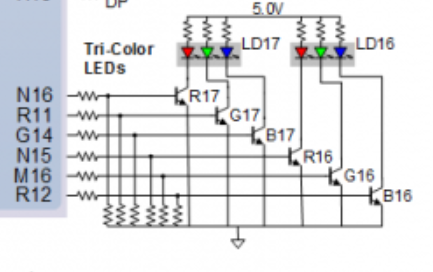 DP
5.0V
Tri-Color
LEDs
LD17
LD16
N16
R17
R11
G17
G14
B17
N15
R16
M16
G16
R12
B16